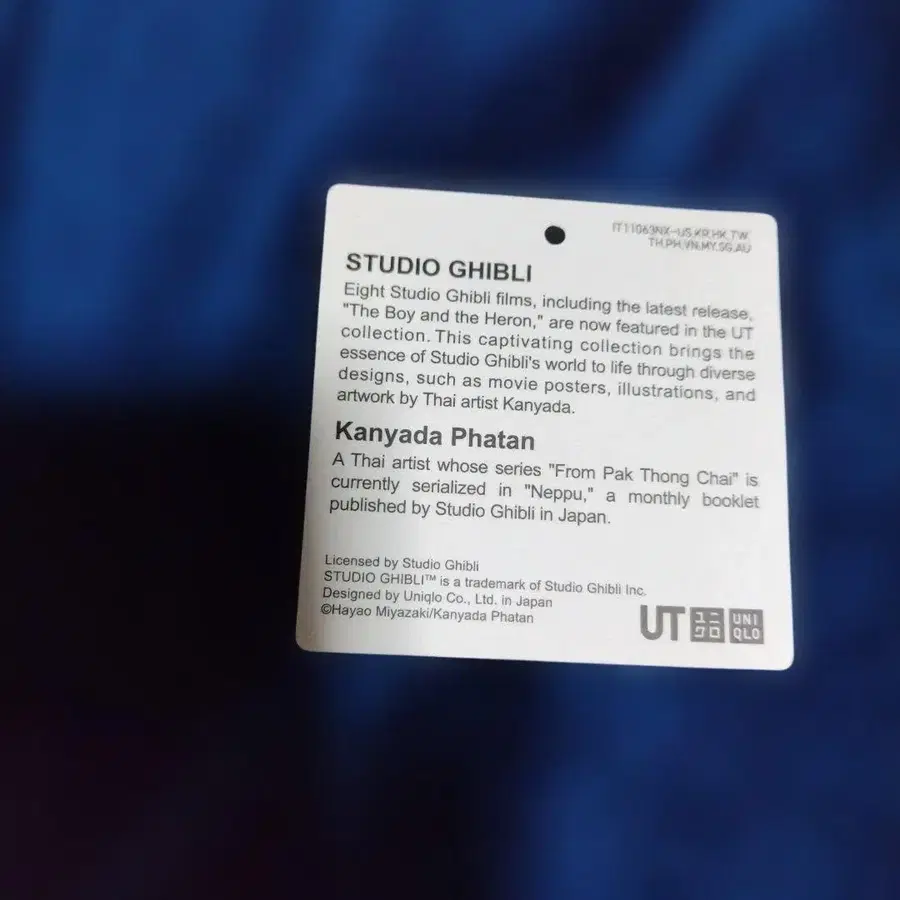 IT11063NX-US.KR.HK.TW.
TH.PH.VN.MY.SG.AU
STUDIO GHIBLI
Eight Studio Ghibli films, including the latest release,
"The Boy and the Heron," are now featured in the UT
collection. This captivating collection brings the
essence of Studio Ghibli's world to life through diverse
designs, such as movie posters, illustrations, and
artwork by Thai artist Kanyada.
Kanyada Phatan
A Thai artist whose series "From Pak Thong Chai" is
currently serialized in "Neppu," a monthly booklet
published by Studio Ghibli in Japan.
Licensed by Studio Ghibli
STUDIO GHIBLI™ is a trademark of Studio Ghibli Inc.
Designed by Uniqlo Co., Ltd. in Japan
©Hayao Miyazaki/Kanyada Phatan
UT ユニクロ UNIQLO